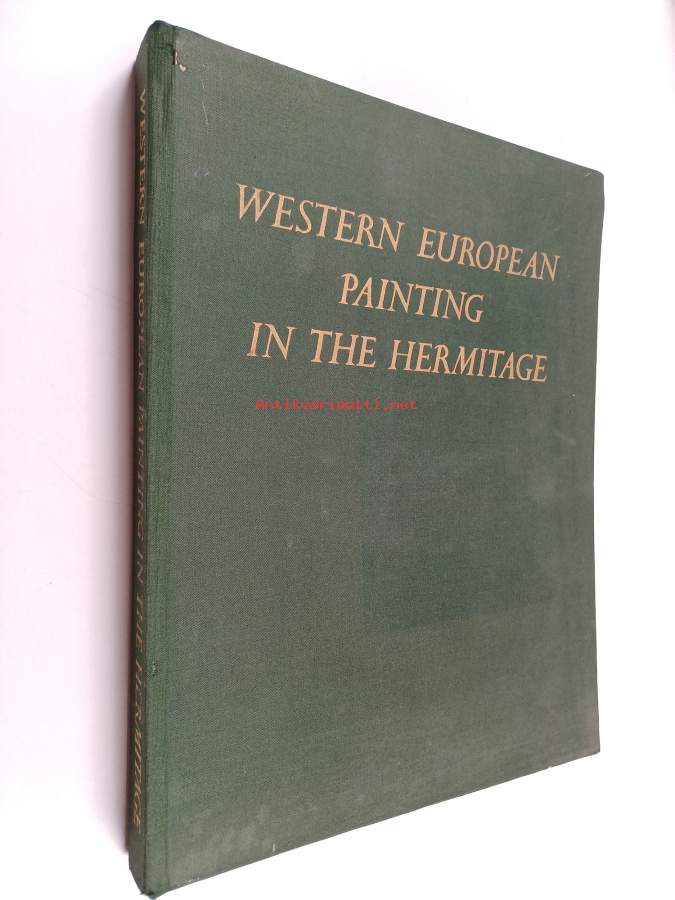 WESTERN EUROPEAN
PAINTING
IN THE HERMITAGE
Antikvariaatti.net
WESTERN EUROPEAN PAINTING IN THE HERMITAGE